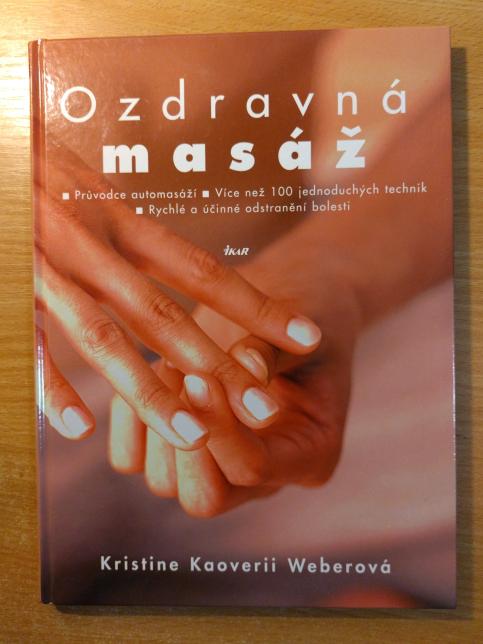 Ozdravná
masáž
▪ Průvodce automasáží ▪ Více než 100 jednoduchých technik
▪ Rychlé a účinné odstranění bolesti
IKAR
Kristine Kaoverii Weberová